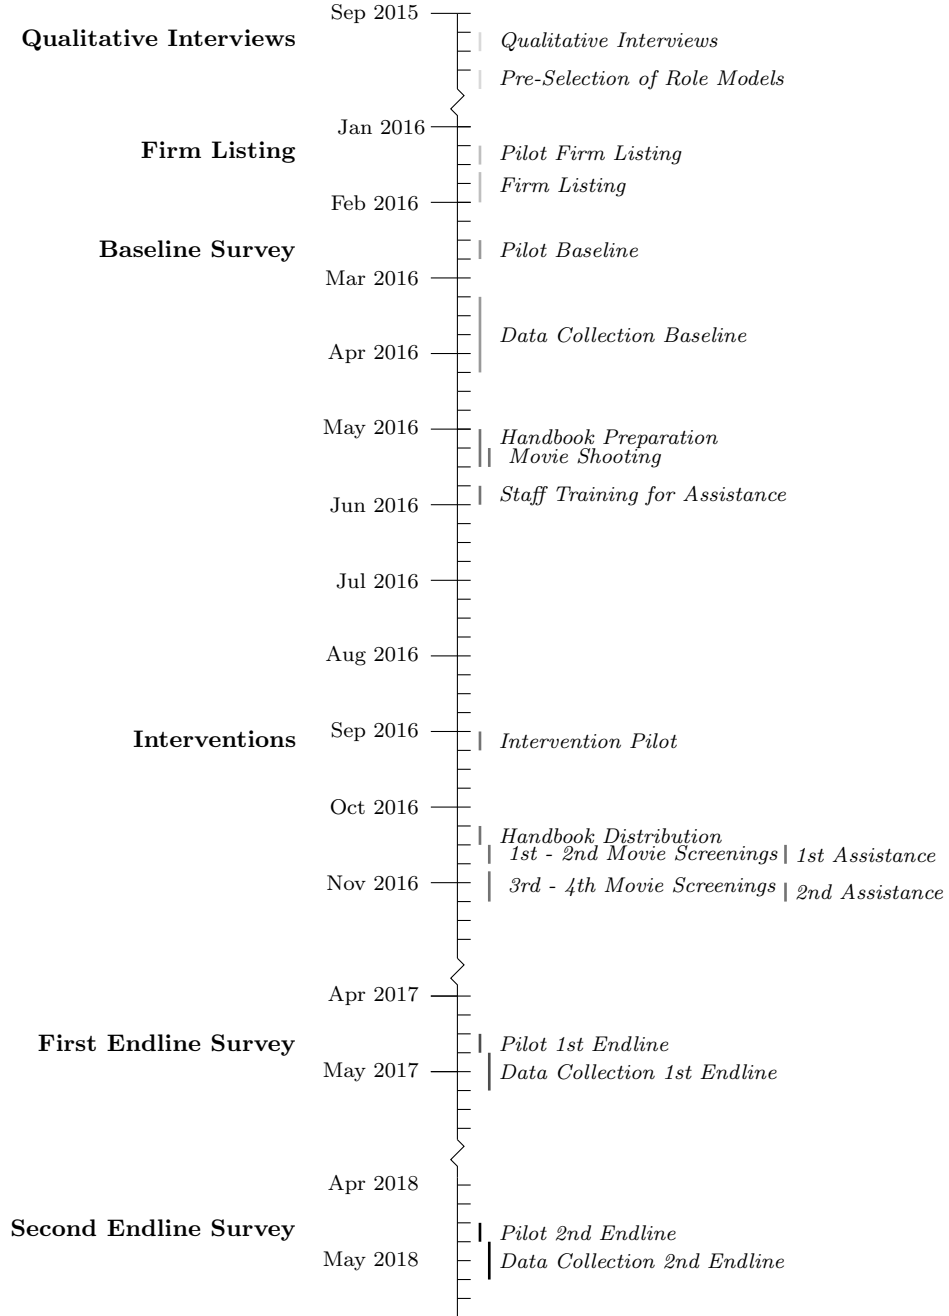 Sep 2015
Qualitative Interviews
Qualitative Interviews
Pre-Selection of Role Models
Jan 2016
Firm Listing
Pilot Firm Listing
Firm Listing
Feb 2016
Baseline Survey
Pilot Baseline
Mar 2016
Data Collection Baseline
Apr 2016
May 2016
Handbook Preparation
Movie Shooting
Staff Training for Assistance
Jun 2016
Jul 2016
Aug 2016
Sep 2016
Interventions
Intervention Pilot
Oct 2016
Handbook Distribution
1st - 2nd Movie Screenings
1st Assistance
Nov 2016
3rd - 4th Movie Screenings
2nd Assistance
Apr 2017
First Endline Survey
Pilot 1st Endline
May 2017
Data Collection 1st Endline
Apr 2018
Second Endline Survey
Pilot 2nd Endline
May 2018
Data Collection 2nd Endline